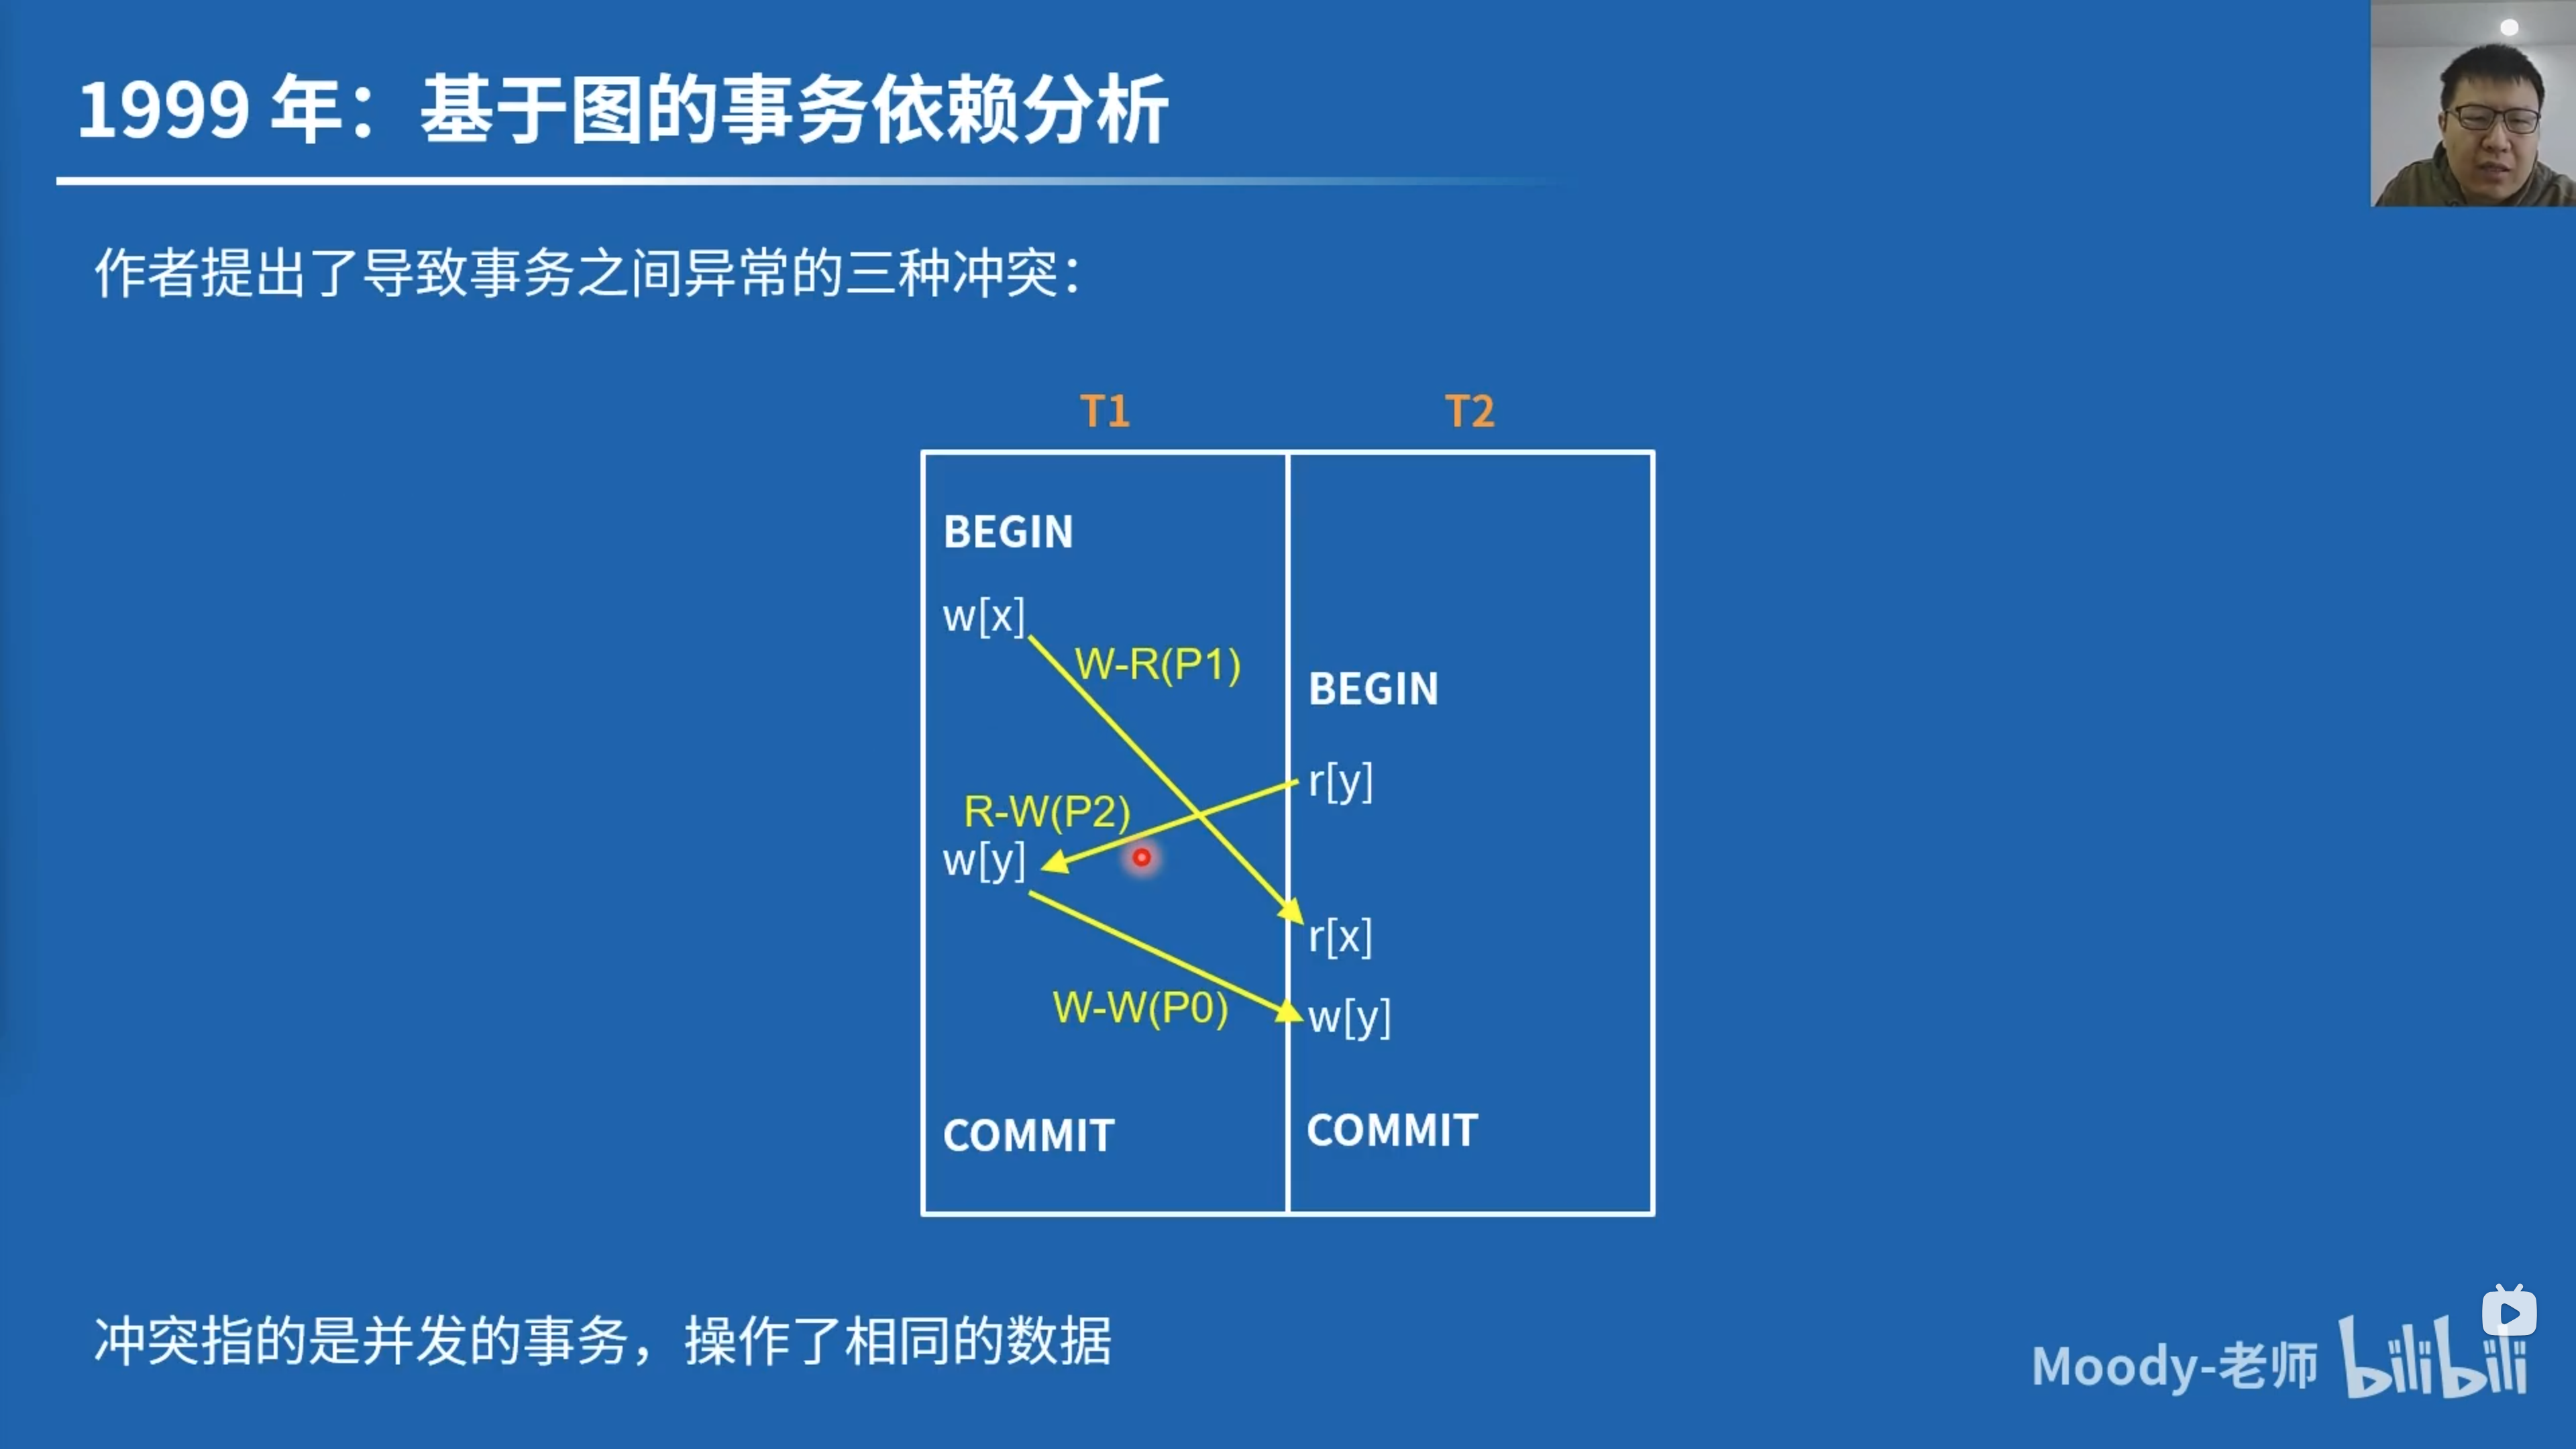 1999 年：基于图的事务依赖分析
作者提出了导致事务之间异常的三种冲突：
T1
T2
BEGIN
w[x]
W-R(P1)
BEGIN
r[y]
R-W(P2)
w[y]
r[x]
W-W(P0)
w[y]
COMMIT
COMMIT
冲突指的是并发的事务，操作了相同的数据
Moody-老师 bilibili